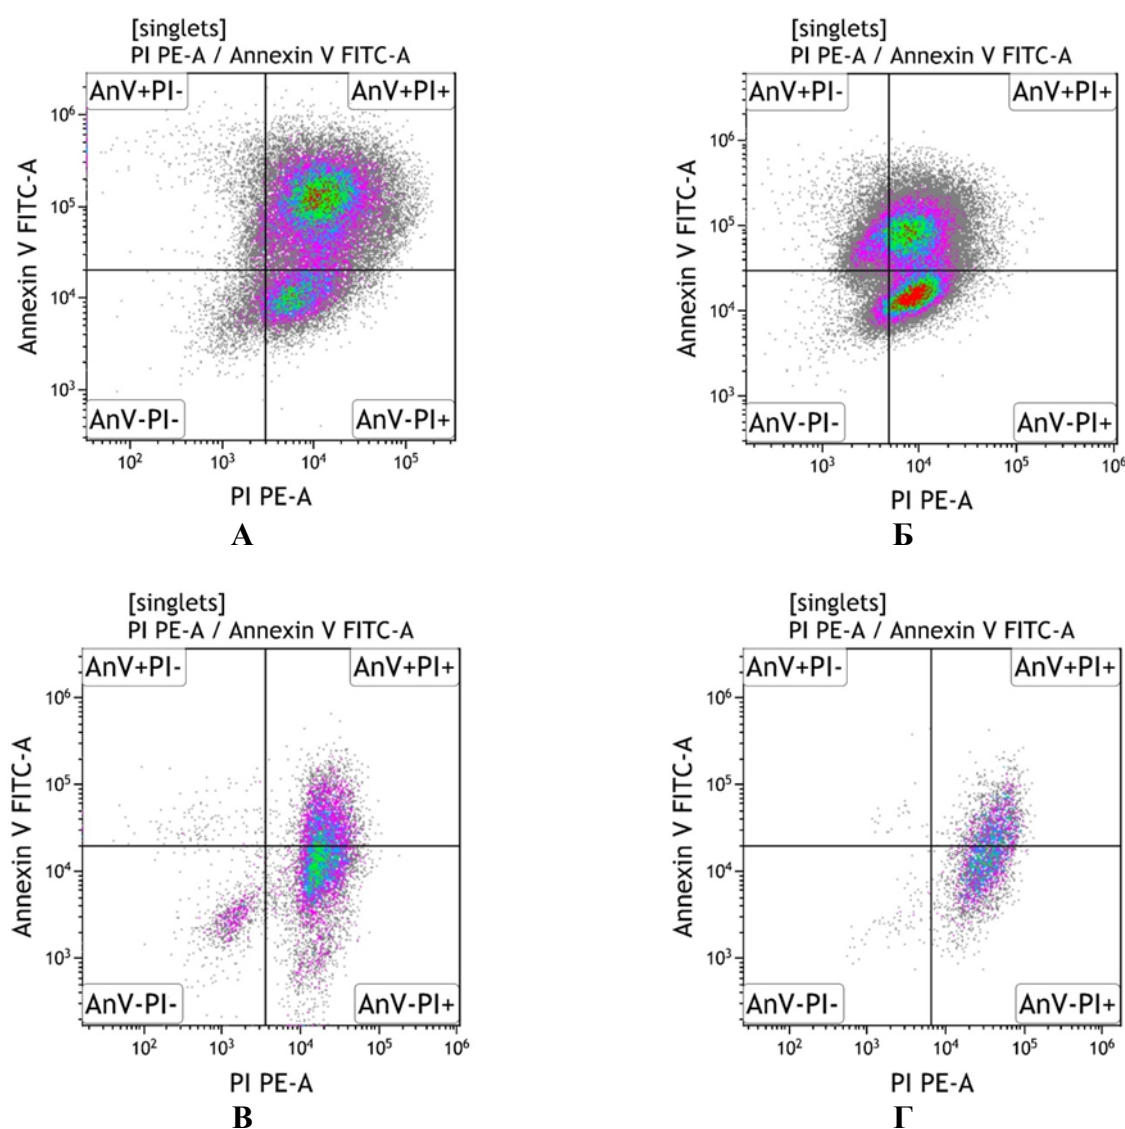 [singlets]
PI PE-A / Annexin V FITC-A
AnV+PI-
AnV+PI+
10⁶
10⁵
10⁴
10³
Annexin V FITC-A
AnV-PI-
AnV-PI+
10² 10³ 10⁴ 10⁵
PI PE-A
А
[singlets]
PI PE-A / Annexin V FITC-A
AnV+PI-
AnV+PI+
10⁶
10⁵
10⁴
10³
Annexin V FITC-A
AnV-PI-
AnV-PI+
10³ 10⁴ 10⁵ 10⁶
PI PE-A
Б
[singlets]
PI PE-A / Annexin V FITC-A
AnV+PI-
AnV+PI+
10⁶
10⁵
10⁴
10³
Annexin V FITC-A
AnV-PI-
AnV-PI+
10² 10³ 10⁴ 10⁵ 10⁶
PI PE-A
В
[singlets]
PI PE-A / Annexin V FITC-A
AnV+PI-
AnV+PI+
10⁶
10⁵
10⁴
10³
Annexin V FITC-A
AnV-PI-
AnV-PI+
10² 10³ 10⁴ 10⁵ 10⁶
PI PE-A
Г